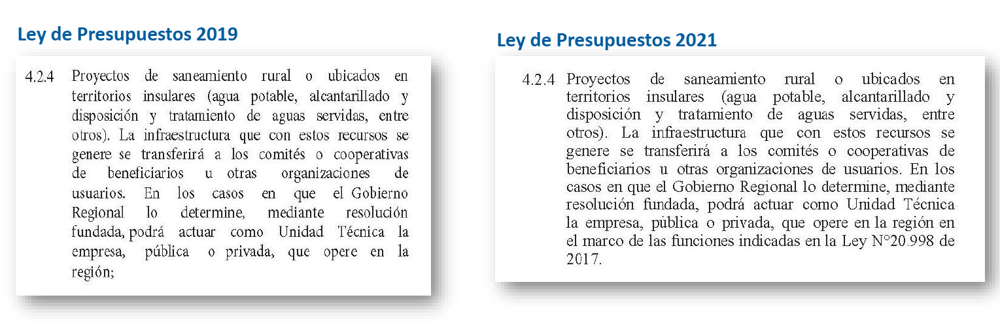 Ley de Presupuestos 2019
4.2.4 Proyectos de saneamiento rural o ubicados en
territorios insulares (agua potable, alcantarillado y
disposición y tratamiento de aguas servidas, entre
otros). La infraestructura que con estos recursos se
genere se transferirá a los comités o cooperativas
de beneficiarios u otras organizaciones de
usuarios. En los casos en que el Gobierno
Regional lo determine, mediante resolución
fundada, podrá actuar como Unidad Técnica la
empresa, pública o privada, que opere en la
región;
Ley de Presupuestos 2021
4.2.4 Proyectos de saneamiento rural o ubicados en
territorios insulares (agua potable, alcantarillado y
disposición y tratamiento de aguas servidas, entre
otros). La infraestructura que con estos recursos se
genere se transferirá a los comités o cooperativas de
beneficiarios u otras organizaciones de usuarios. En los
casos en que el Gobierno Regional lo determine, mediante
resolución fundada, podrá actuar como Unidad Técnica
la empresa, pública o privada, que opere en la región en
el marco de las funciones indicadas en la Ley N°20.998 de
2017.